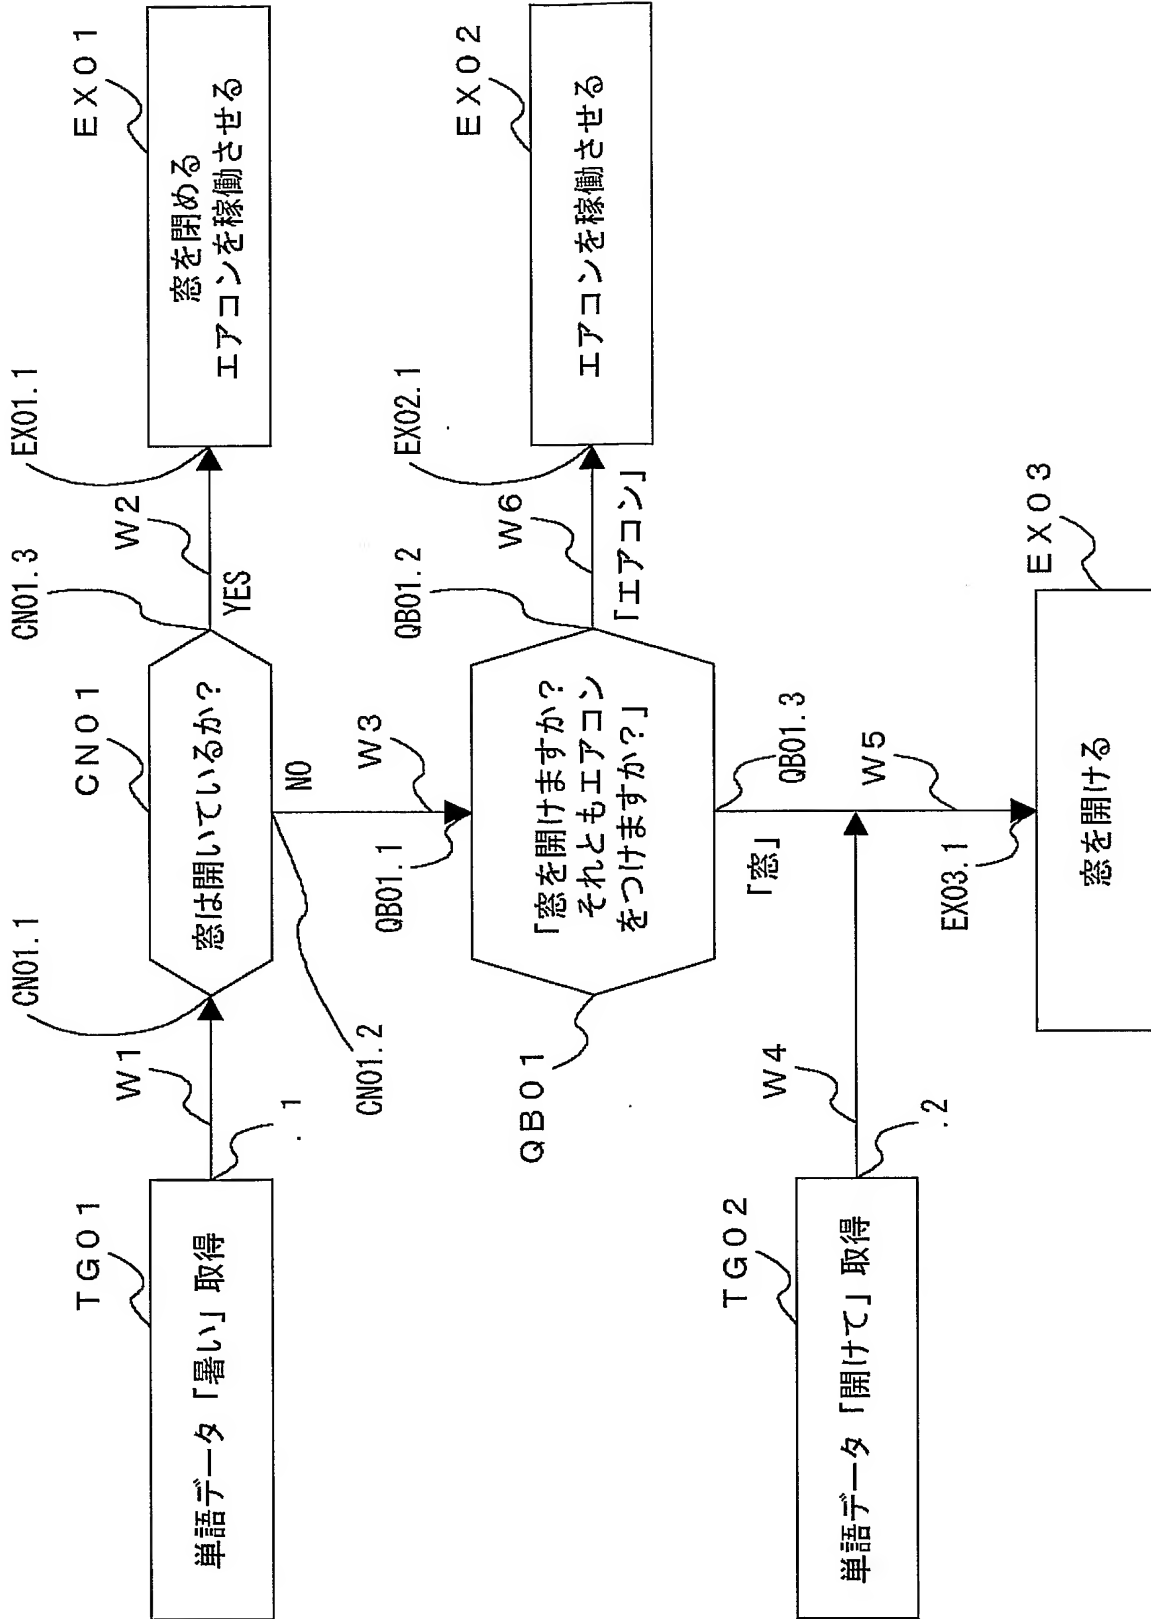 TG01
単語データ「暑い」取得
.1
W1
CN01.1
CN01
窓は開いているか?
CN01.3
YES
W2
EX01.1
EX01
窓を閉める
エアコンを稼働させる
CN01.2
NO
W3
QB01.1
QB01
「窓を開けますか?
それともエアコン
をつけますか?」
QB01.2
W6
「エアコン」
EX02.1
EX02
エアコンを稼働させる
QB01.3
「窓」
TG02
単語データ「開けて」取得
.2
W4
W5
EX03.1
EX03
窓を開ける